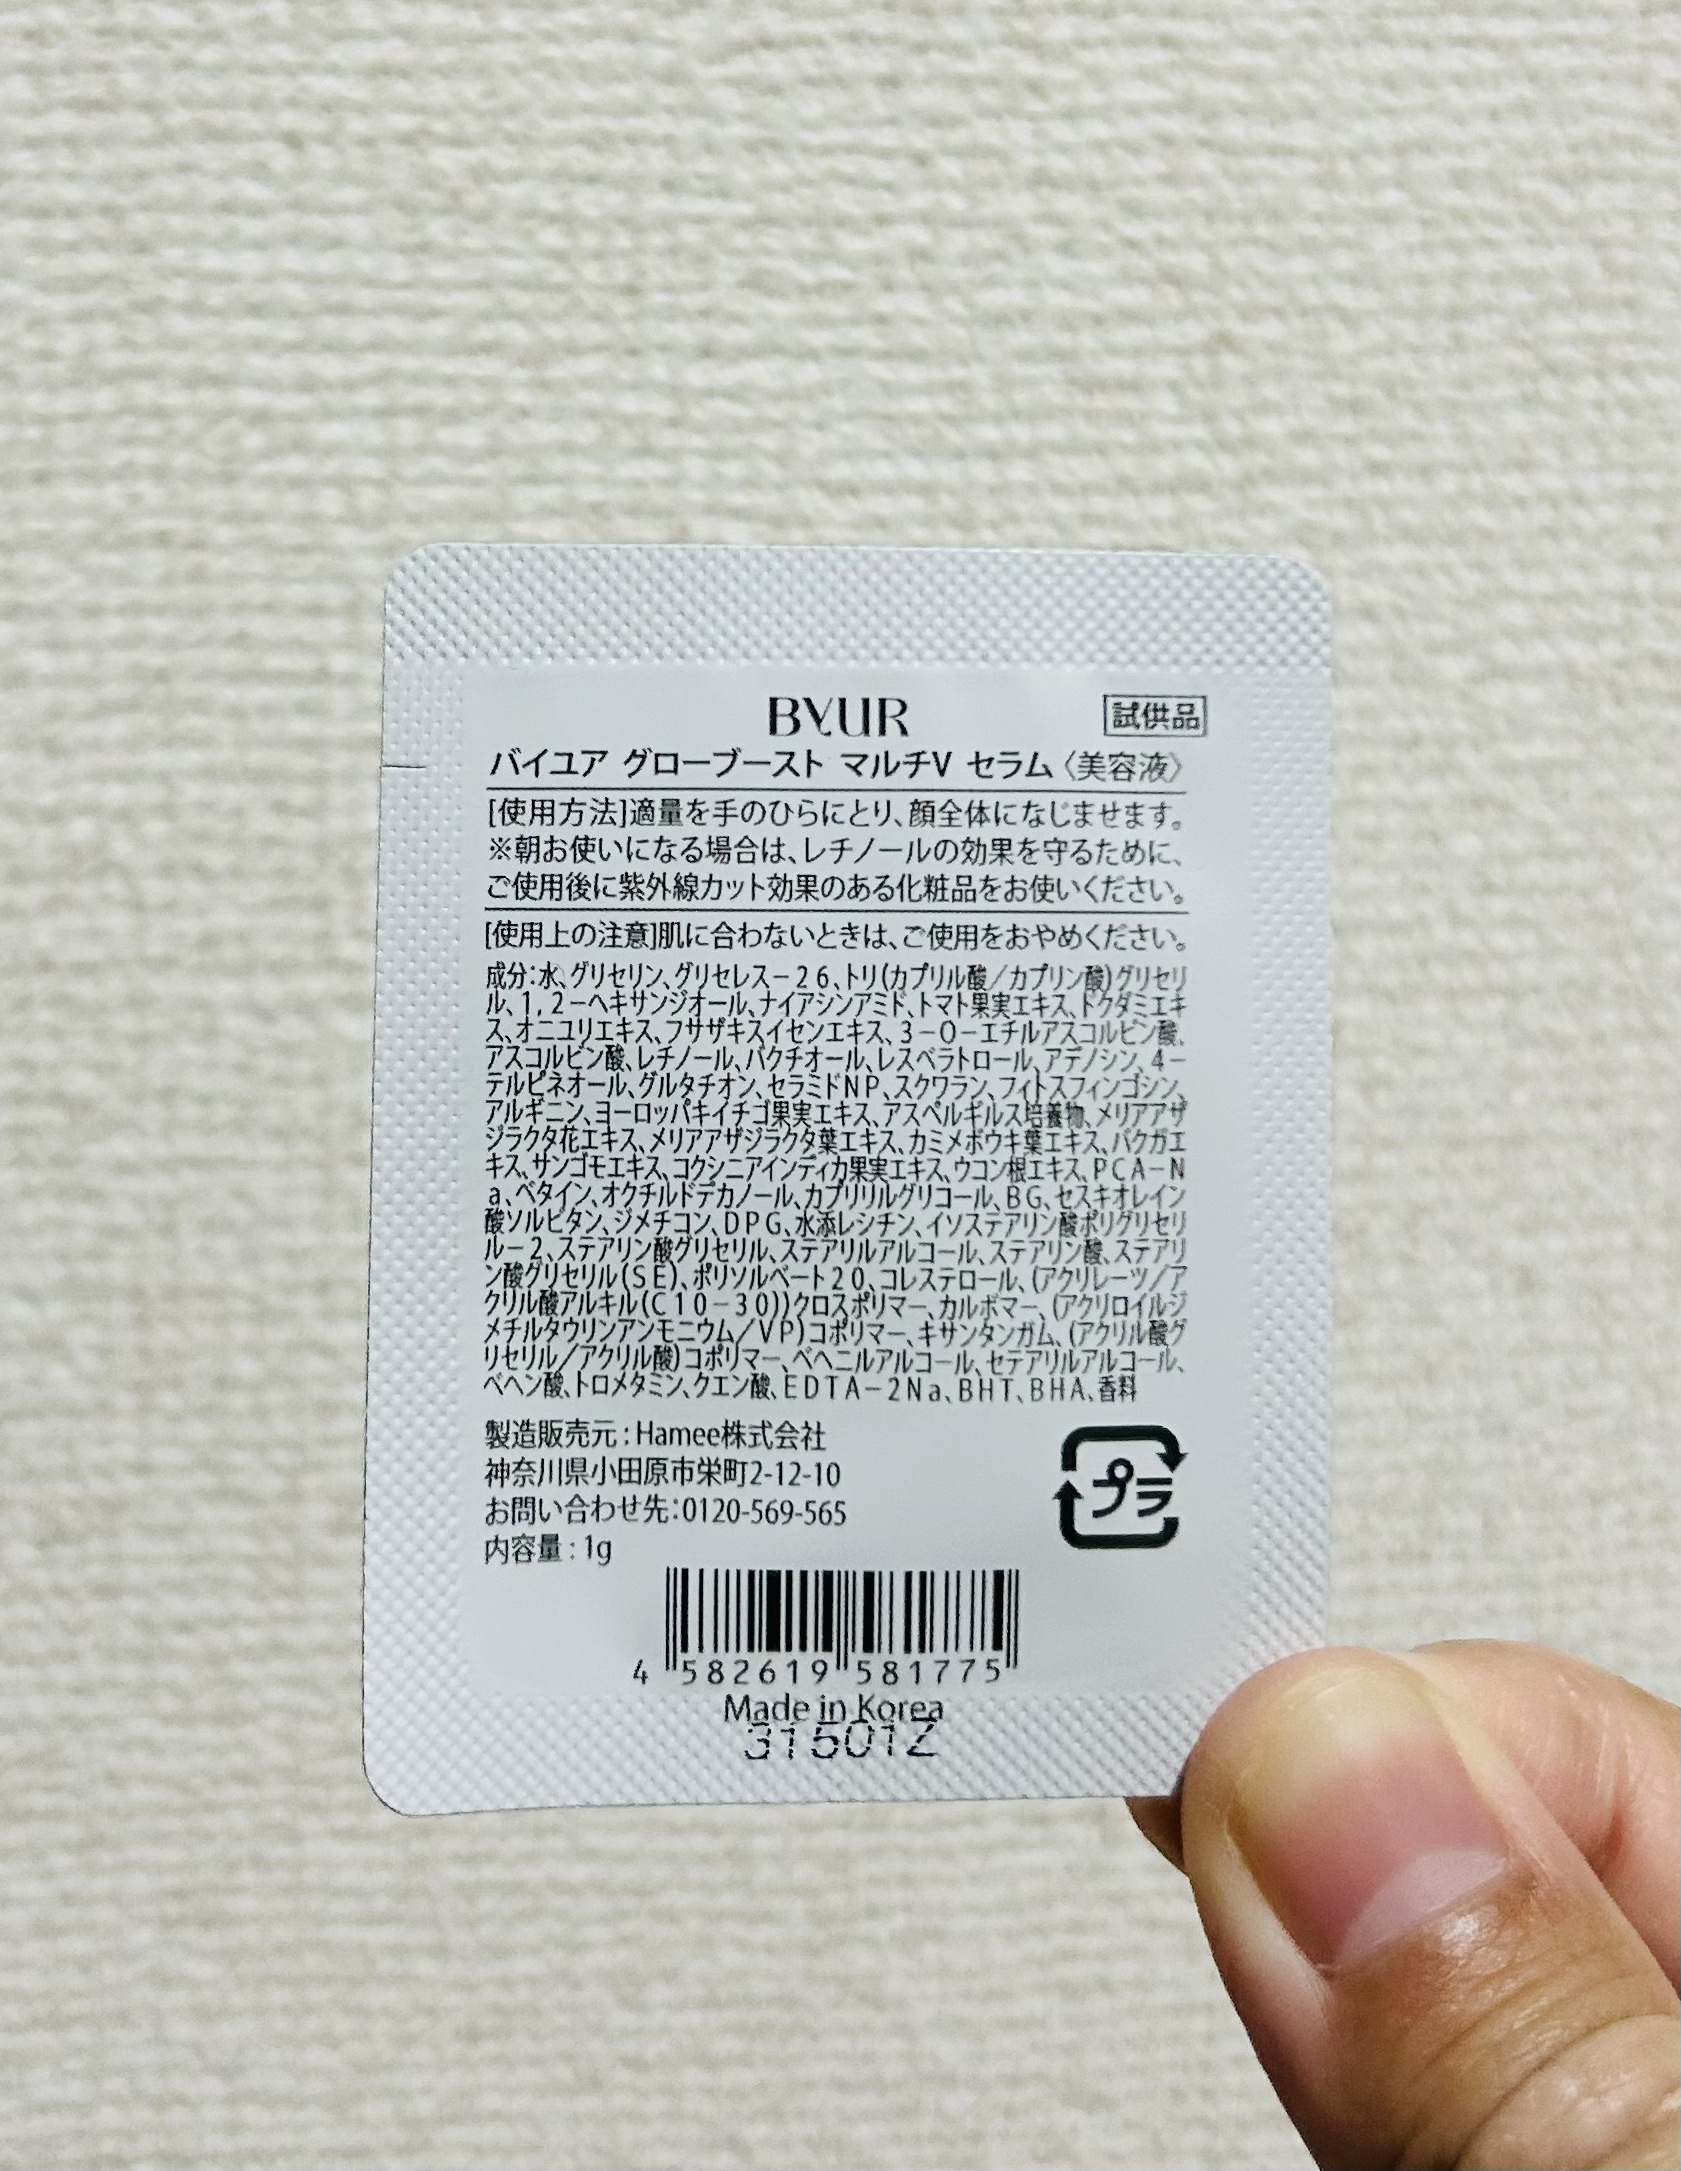 BYUR
試供品
バイユア グローブースト マルチV セラム〈美容液〉
[使用方法]適量を手のひらにとり、顔全体になじませます。
※朝お使いになる場合は、レチノールの効果を守るために、
ご使用後に紫外線カット効果のある化粧品をお使いください。
[使用上の注意]肌に合わないときは、ご使用をおやめください。
成分:水、グリセリン、グリセレス－26、トリ(カプリル酸／カプリン酸)グリセリ
ル、1,2－ヘキサンジオール、ナイアシンアミド、トマト果実エキス、ドクダミエキ
ス、オニユリエキス、フサザキスイセンエキス、3－O－エチルアスコルビン酸、
アスコルビン酸、レチノール、バクチオール、レスベラトロール、アデノシン、4－
テルピネオール、グルタチオン、セラミドNP、スクワラン、フィトスフィンゴシン、
アルギニン、ヨーロッパキイチゴ果実エキス、アスペルギルス培養物、メリアアザ
ジラクタ花エキス、メリアアザジラクタ葉エキス、カミメボウキ葉エキス、バクガエ
キス、サンゴモエキス、コクシニアインディカ果実エキス、ウコン根エキス、PCA－N
a、ベタイン、オクチルドデカノール、カプリリルグリコール、BG、セスキオレイン
酸ソルビタン、ジメチコン、DPG、水添レシチン、イソステアリン酸ポリグリセリ
ル－2、ステアリン酸グリセリル、ステアリルアルコール、ステアリン酸、ステアリ
ン酸グリセリル(SE)、ポリソルベート20、コレステロール、(アクリレーツ／ア
クリル酸アルキル(C10－30))クロスポリマー、カルボマー、(アクリロイルジ
メチルタウリンアンモニウム／VP)コポリマー、キサンタンガム、(アクリル酸グ
リセリル／アクリル酸)コポリマー、ベヘニルアルコール、セテアリルアルコール、
ベヘン酸、トロメタミン、クエン酸、EDTA－2Na、BHT、BHA、香料
製造販売元:Hamee株式会社
神奈川県小田原市栄町2-12-10
お問い合わせ先:0120-569-565
内容量:1g
プラ
4 582619 581775
Made in Korea
31501Z